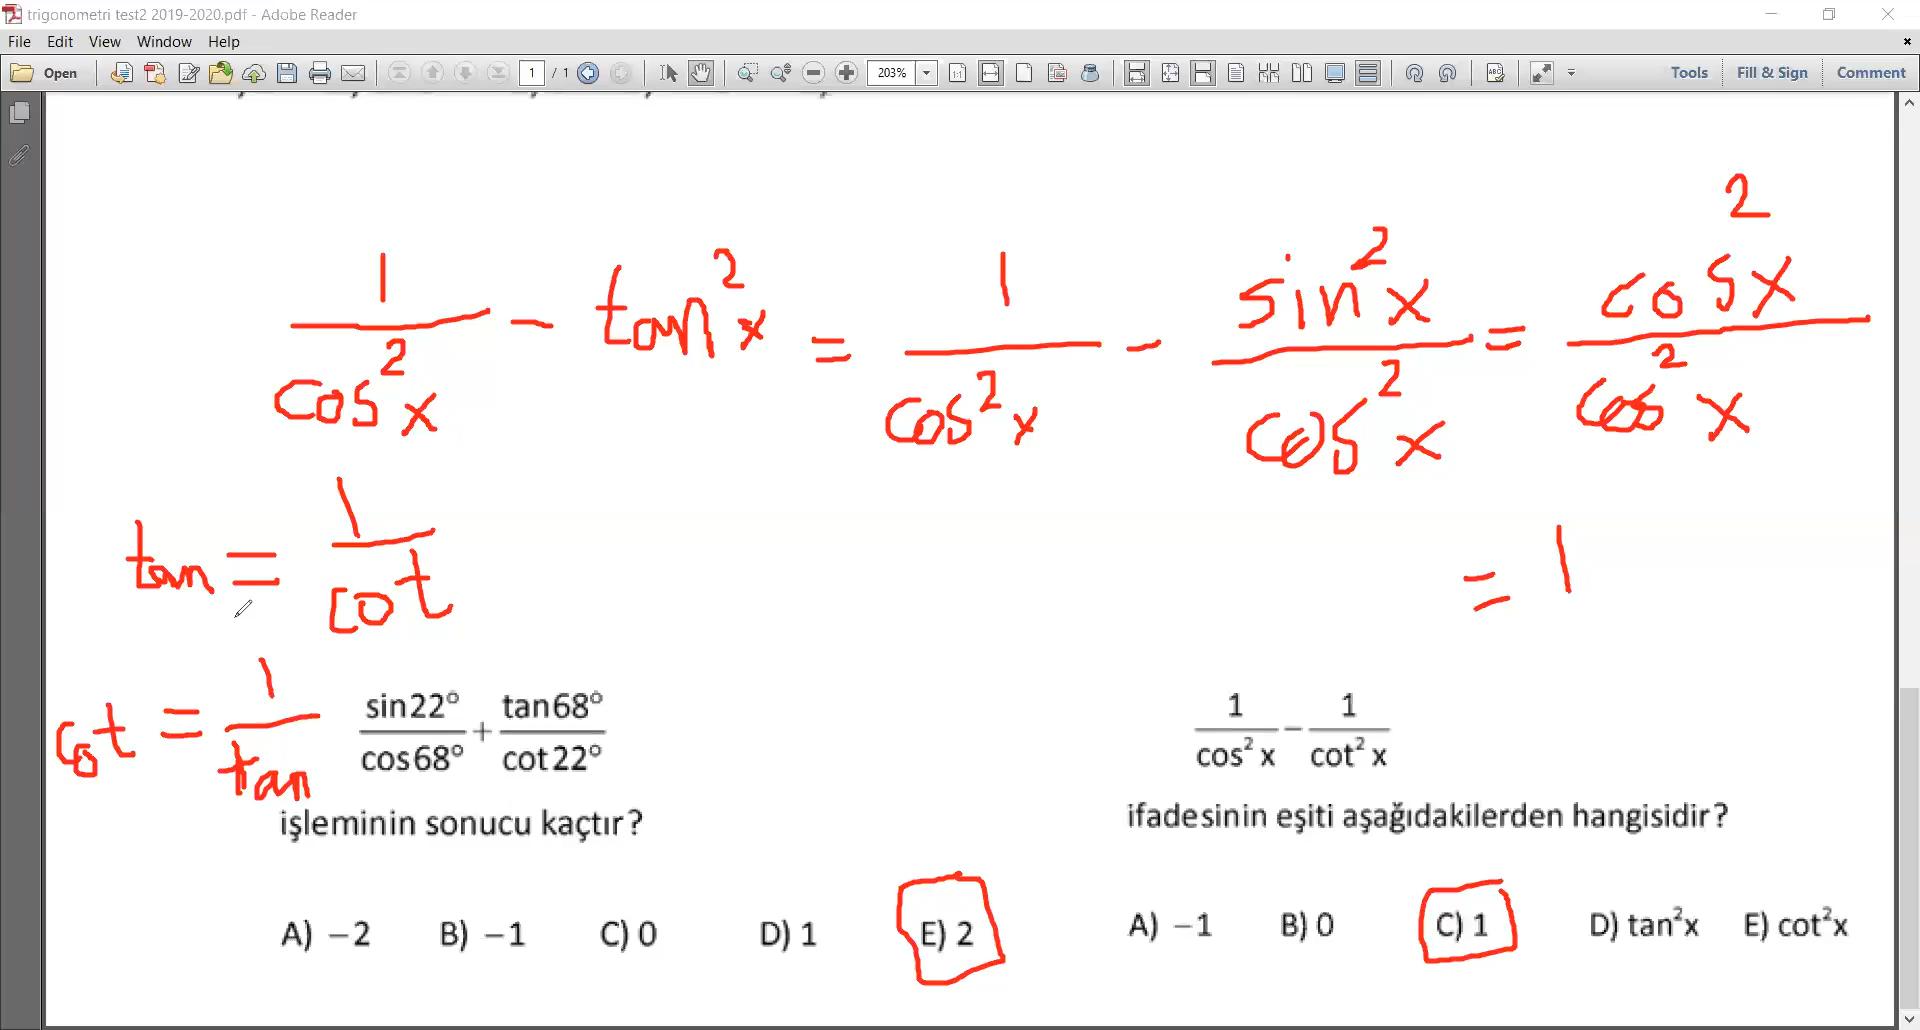 trigonometri test2 2019-2020.pdf - Adobe Reader
File Edit View Window Help
Open 1 / 1 203% Tools Fill & Sign Comment
1/cos²x - tan²x = 1/cos²x - sin²x/cos²x = cos²x/cos²x
= 1
tan = 1/cot
cot = 1/tan
sin22°/cos68° + tan68°/cot22°
işleminin sonucu kaçtır?
A) −2 B) −1 C) 0 D) 1 E) 2
1/cos²x − 1/cot²x
ifadesinin eşiti aşağıdakilerden hangisidir?
A) −1 B) 0 C) 1 D) tan²x E) cot²x